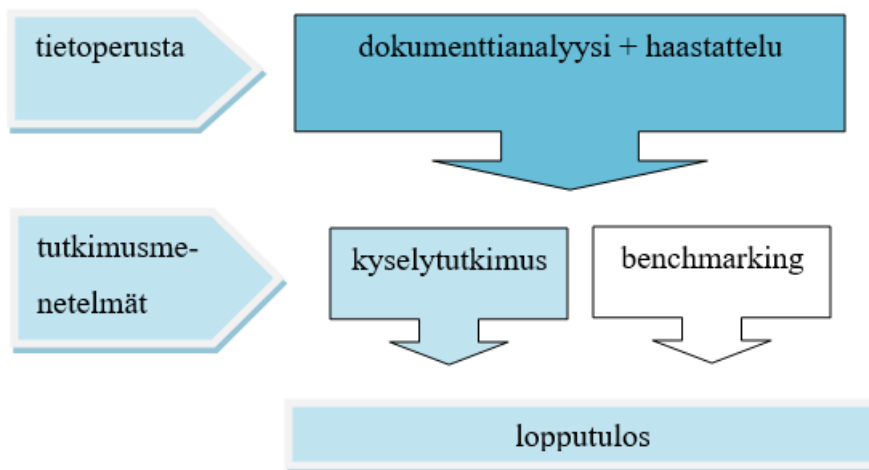 tietoperusta
dokumenttianalyysi + haastattelu
tutkimusme-
netelmät
kyselytutkimus
benchmarking
lopputulos